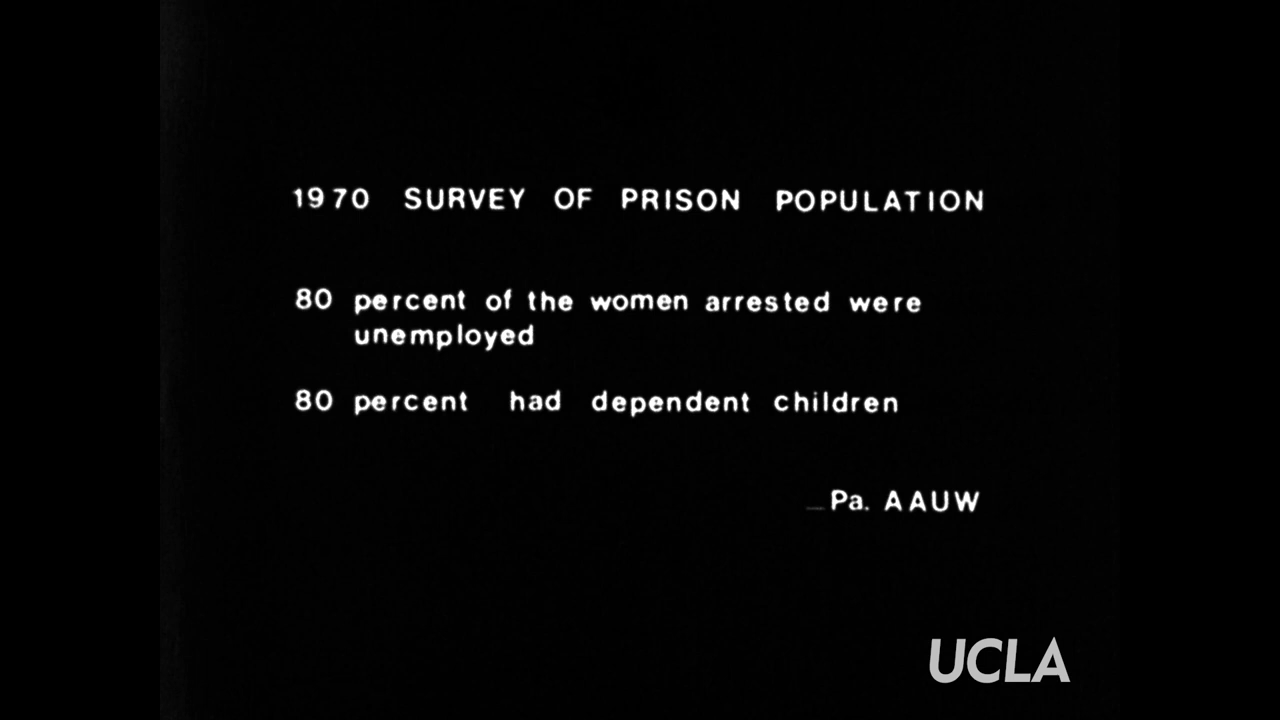 1970 SURVEY OF PRISON POPULATION
80 percent of the women arrested were
unemployed
80 percent had dependent children
_Pa. AAUW
UCLA